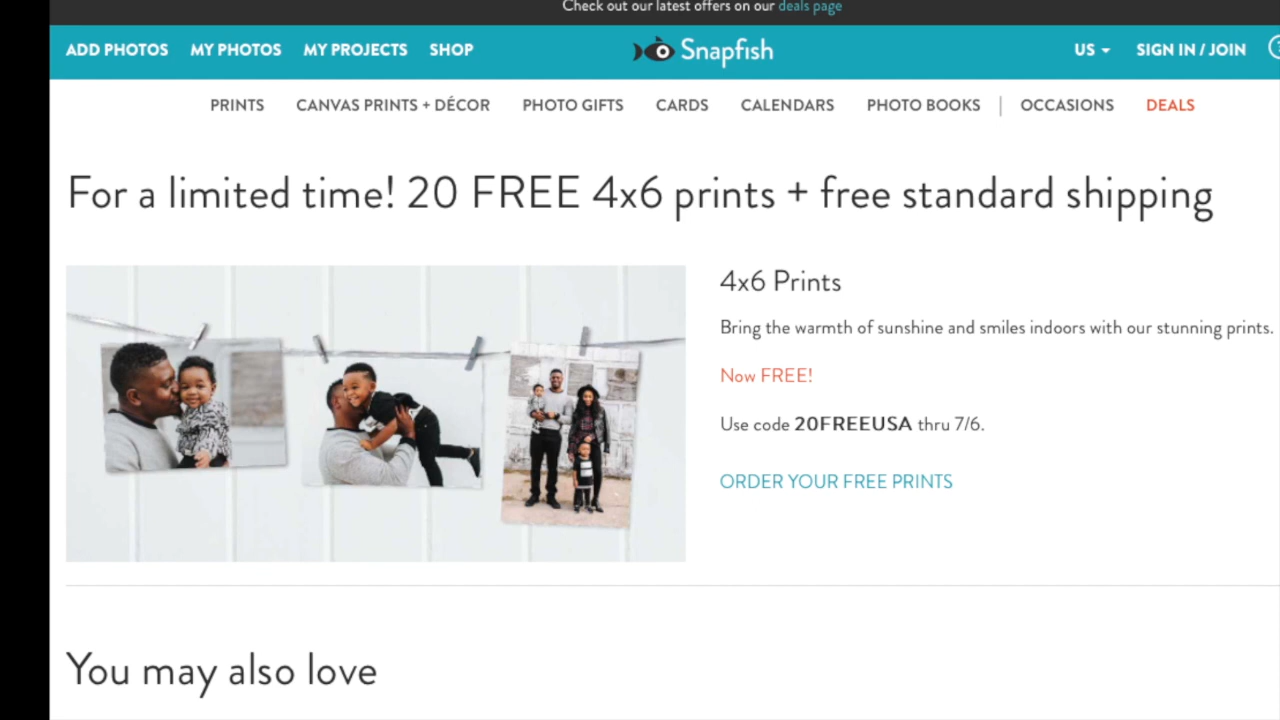 Check out our latest offers on our deals page
ADD PHOTOS MY PHOTOS MY PROJECTS SHOP Snapfish US SIGN IN / JOIN
PRINTS CANVAS PRINTS + DÉCOR PHOTO GIFTS CARDS CALENDARS PHOTO BOOKS | OCCASIONS DEALS
For a limited time! 20 FREE 4x6 prints + free standard shipping
4x6 Prints
Bring the warmth of sunshine and smiles indoors with our stunning prints.
Now FREE!
Use code 20FREEUSA thru 7/6.
ORDER YOUR FREE PRINTS
You may also love